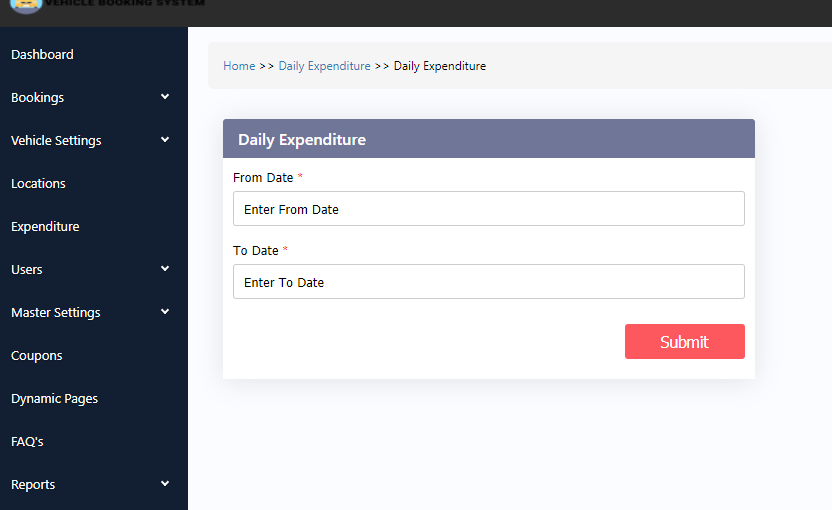 VEHICLE BOOKING SYSTEM
Dashboard
Bookings
Vehicle Settings
Locations
Expenditure
Users
Master Settings
Coupons
Dynamic Pages
FAQ's
Reports
Home >> Daily Expenditure >> Daily Expenditure
Daily Expenditure
From Date *
Enter From Date
To Date *
Enter To Date
Submit